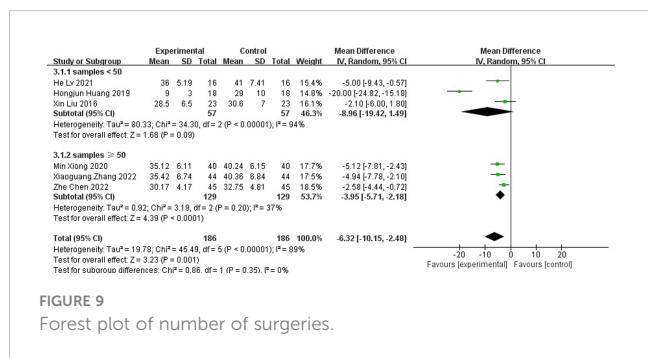 Experimental Control Mean Difference Mean Difference
Study or Subgroup Mean SD Total Mean SD Total Weight IV, Random, 95% CI IV, Random, 95% CI
3.1.1 samples < 50
He Lv 2021 36 5.19 16 41 7.41 16 15.4% -5.00 [-9.43, -0.57]
Hongjun Huang 2019 9 3 18 29 10 18 14.8% -20.00 [-24.82, -15.18]
Xin Liu 2016 28.5 6.5 23 30.6 7 23 16.2% -2.10 [-6.00, 1.80]
Subtotal (95% CI) 57 57 46.3% -8.96 [-19.42, 1.49]
Heterogeneity: Tau² = 80.33; Chi² = 34.30, df = 2 (P < 0.00001); I² = 94%
Test for overall effect: Z = 1.68 (P = 0.09)
3.1.2 samples ≥ 50
Min Xiong 2020 35.12 6.11 40 40.24 6.15 40 17.7% -5.12 [-7.81, -2.43]
Xiaoguang Zhang 2022 35.42 6.74 44 40.36 6.84 44 17.5% -4.94 [-7.78, -2.10]
Zhe Chen 2022 30.17 4.17 45 32.75 4.81 45 18.5% -2.58 [-4.44, -0.72]
Subtotal (95% CI) 129 129 53.7% -3.95 [-5.71, -2.18]
Heterogeneity: Tau² = 0.92; Chi² = 3.19, df = 2 (P = 0.20); I² = 37%
Test for overall effect: Z = 4.39 (P < 0.0001)
Total (95% CI) 186 186 100.0% -6.32 [-10.15, -2.48]
Heterogeneity: Tau² = 19.78; Chi² = 45.49, df = 5 (P < 0.00001); I² = 89%
Test for overall effect: Z = 3.23 (P = 0.001)
Test for subgroup differences: Chi² = 0.86, df = 1 (P = 0.35), I² = 0%
-20 -10 0 10 20
Favours [experimental] Favours [control]
FIGURE 9
Forest plot of number of surgeries.